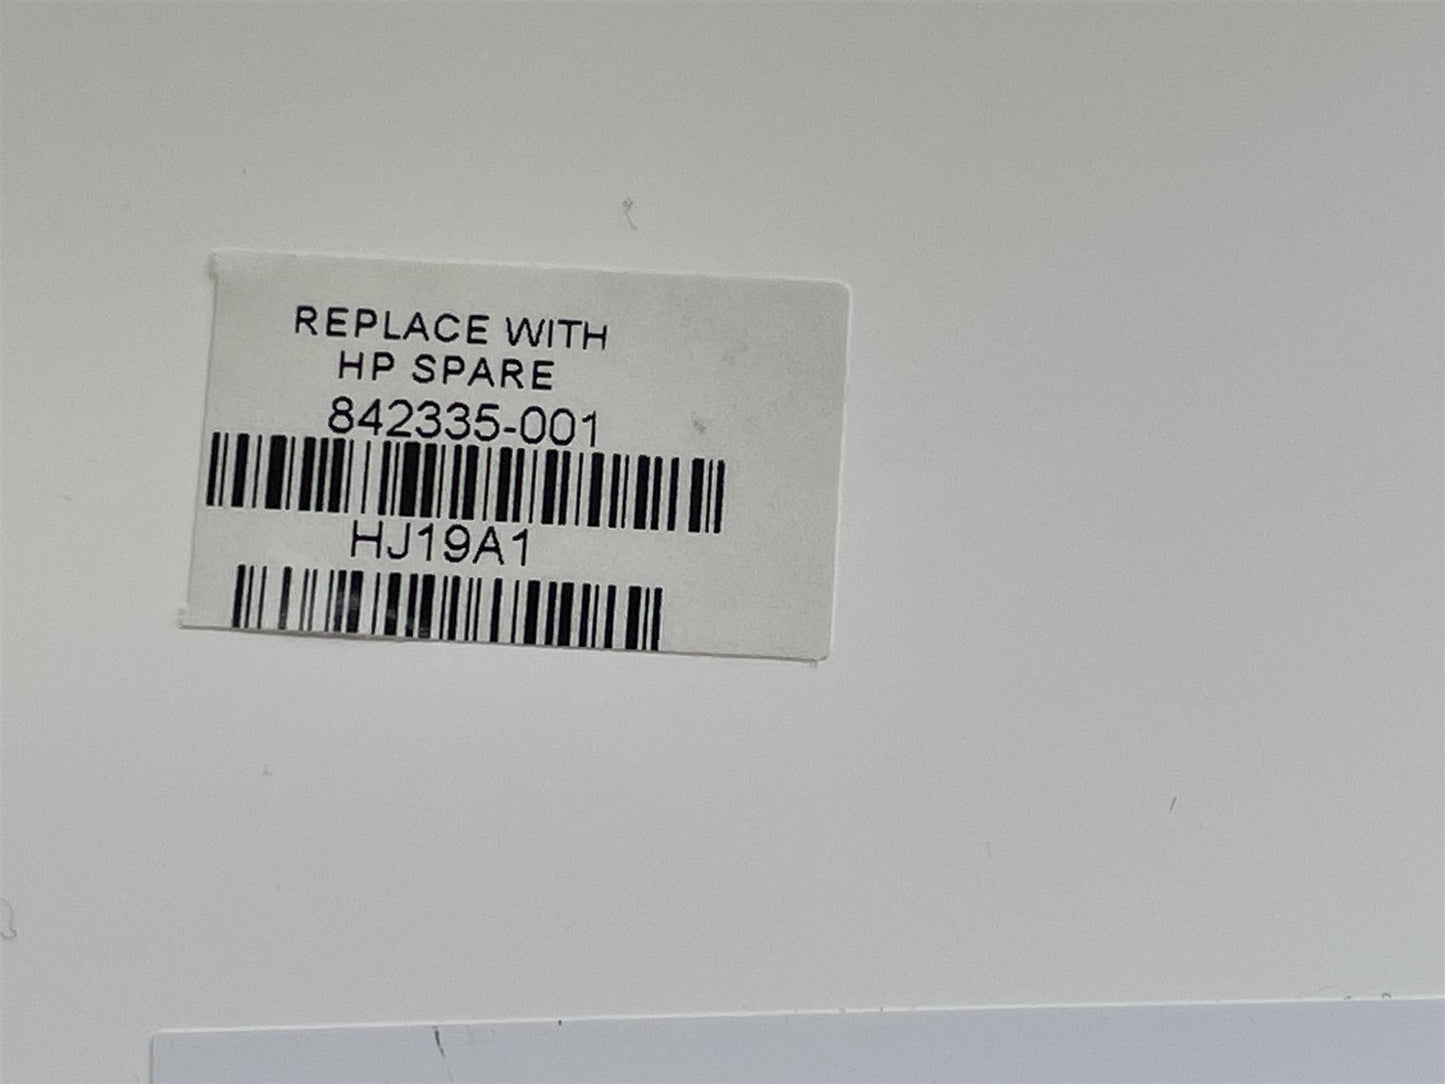 REPLACE WITH
HP SPARE
842335-001
HJ19A1